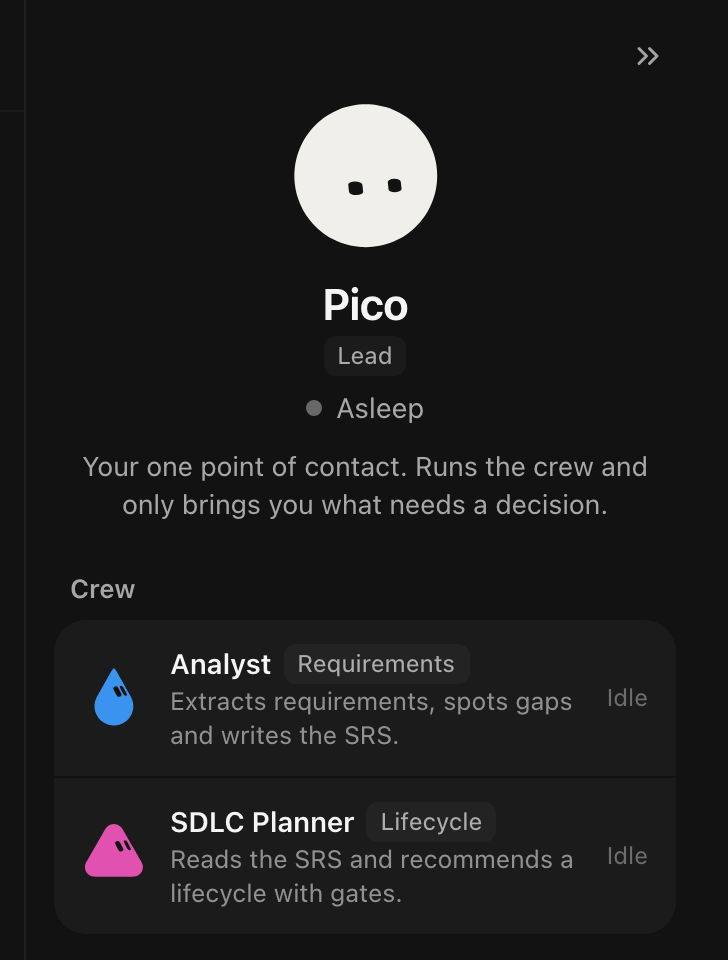 Pico
Lead
Asleep
Your one point of contact. Runs the crew and
only brings you what needs a decision.
Crew
Analyst Requirements
Extracts requirements, spots gaps
and writes the SRS.
Idle
SDLC Planner Lifecycle
Reads the SRS and recommends a
lifecycle with gates.
Idle